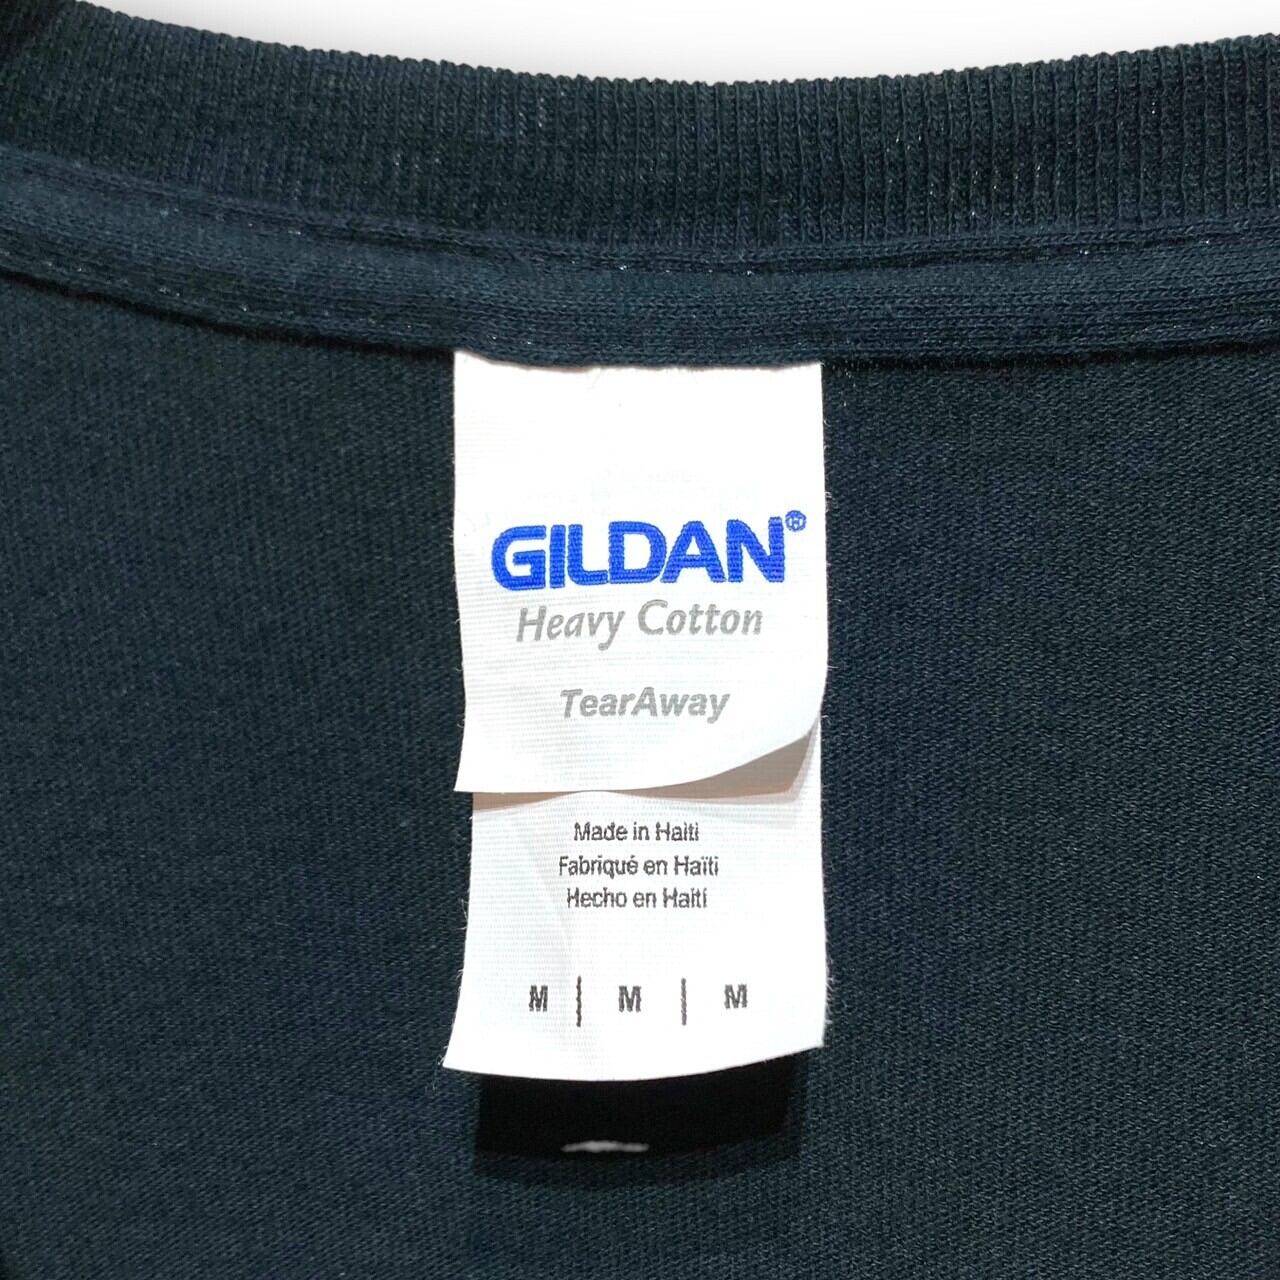 GILDAN®
Heavy Cotton
TearAway
Made in Haiti
Fabriqué en Haïti
Hecho en Haití
M | M | M